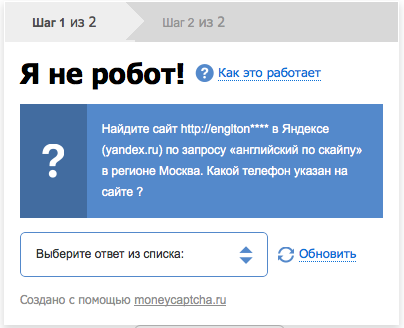 Шаг 1 из 2
Шаг 2 из 2
Я не робот!
? Как это работает
?
Найдите сайт http://englton**** в Яндексе
(yandex.ru) по запросу «английский по скайпу»
в регионе Москва. Какой телефон указан на
сайте ?
Выберите ответ из списка:
Обновить
Создано с помощью moneycaptcha.ru